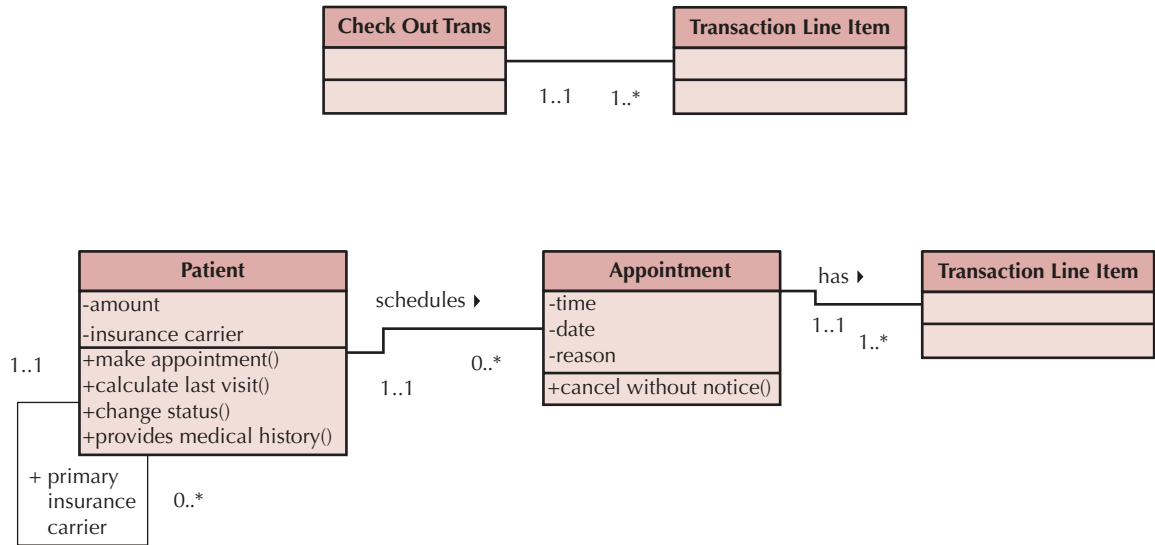 Check Out Trans
Transaction Line Item
1..1
1..*
Patient
-amount
-insurance carrier
+make appointment()
+calculate last visit()
+change status()
+provides medical history()
1..1
+ primary
insurance
carrier
0..*
schedules ▸
1..1
0..*
Appointment
-time
-date
-reason
+cancel without notice()
has ▸
1..1
1..*
Transaction Line Item